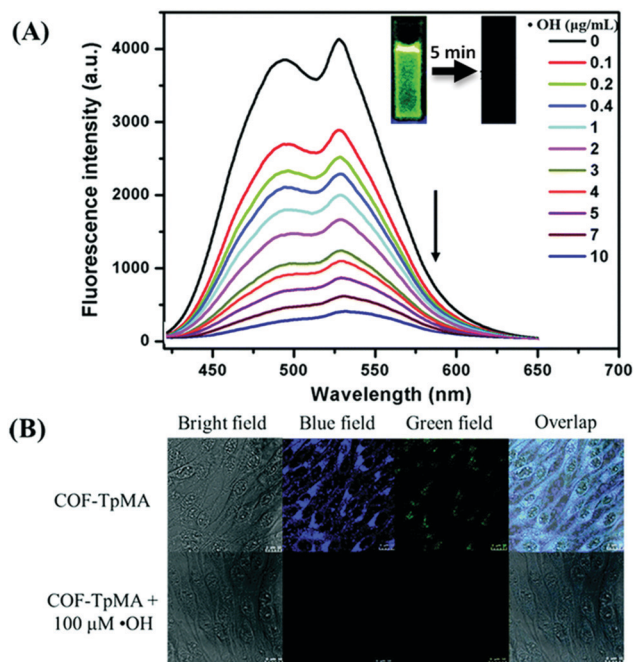 (A)
Fluorescence intensity (a.u.)
4000
3000
2000
1000
0
450
500
550
600
650
700
Wavelength (nm)
5 min
• OH (μg/mL)
0
0.1
0.2
0.4
1
2
3
4
5
7
10
(B)
Bright field
Blue field
Green field
Overlap
COF-TpMA
COF-TpMA +
100 μM •OH